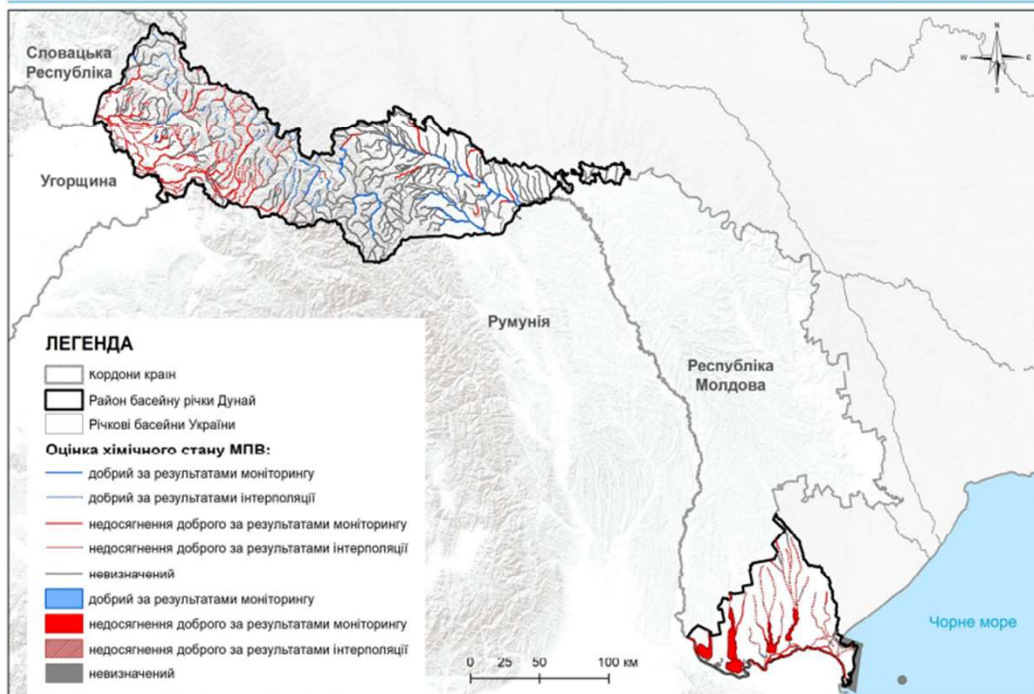 N
W E
S
Словацька
Республіка
Угорщина
Румунія
Республіка
Молдова
Чорне море
ЛЕГЕНДА
Кордони країн
Район басейну річки Дунай
Річкові басейни України
Оцінка хімічного стану МПВ:
добрий за результатами моніторингу
добрий за результатами інтерполяції
недосягнення доброго за результатами моніторингу
недосягнення доброго за результатами інтерполяції
невизначений
добрий за результатами моніторингу
недосягнення доброго за результатами моніторингу
недосягнення доброго за результатами інтерполяції
невизначений
0 25 50 100 км